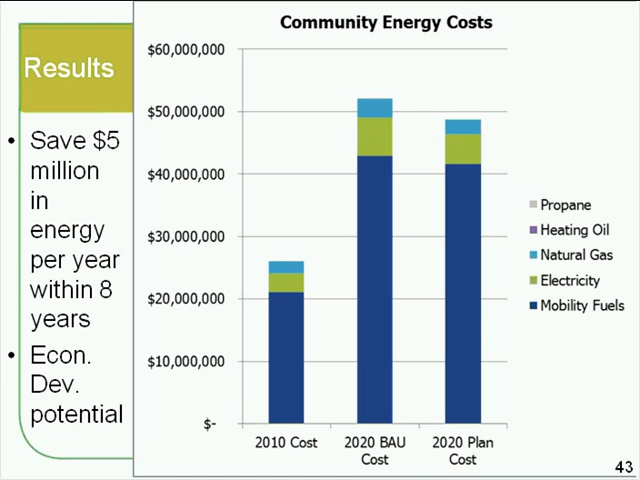 Results
• Save $5
million
in
energy
per year
within 8
years
• Econ.
Dev.
potential
Community Energy Costs
$60,000,000
$50,000,000
$40,000,000
$30,000,000
$20,000,000
$10,000,000
$-
2010 Cost
2020 BAU
Cost
2020 Plan
Cost
Propane
Heating Oil
Natural Gas
Electricity
Mobility Fuels
43